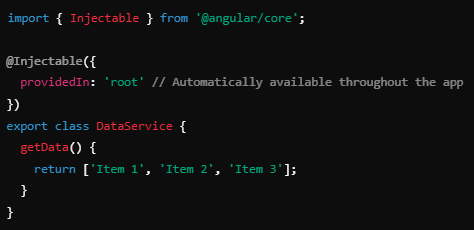 import { Injectable } from '@angular/core';
@Injectable({
  providedIn: 'root' // Automatically available throughout the app
})
export class DataService {
  getData() {
    return ['Item 1', 'Item 2', 'Item 3'];
  }
}